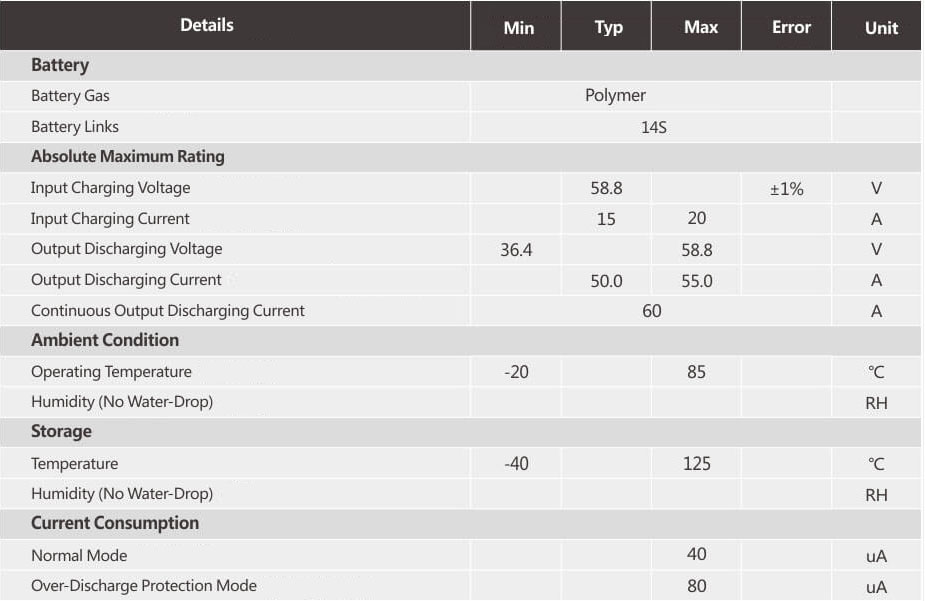 Details Min Typ Max Error Unit
Battery
Battery Gas Polymer
Battery Links 14S
Absolute Maximum Rating
Input Charging Voltage 58.8 ±1% V
Input Charging Current 15 20 A
Output Discharging Voltage 36.4 58.8 V
Output Discharging Current 50.0 55.0 A
Continuous Output Discharging Current 60 A
Ambient Condition
Operating Temperature -20 85 ℃
Humidity (No Water-Drop) RH
Storage
Temperature -40 125 ℃
Humidity (No Water-Drop) RH
Current Consumption
Normal Mode 40 uA
Over-Discharge Protection Mode 80 uA